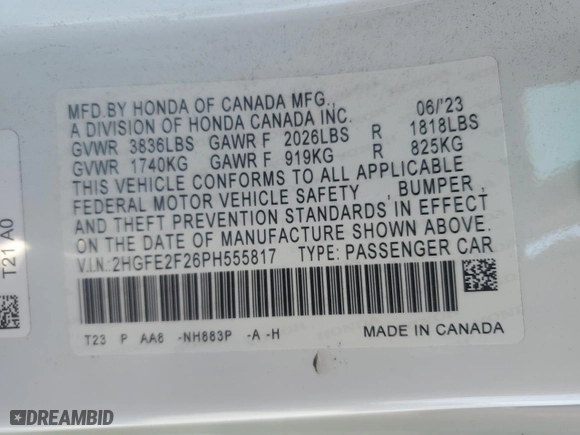 MFD.BY HONDA OF CANADA MFG., 06/'23
A DIVISION OF HONDA CANADA INC.
GVWR 3836LBS GAWR F 2026LBS R 1818LBS
GVWR 1740KG GAWR F 919KG R 825KG
THIS VEHICLE CONFORMS TO ALL APPLICABLE
FEDERAL MOTOR VEHICLE SAFETY , BUMPER ,
AND THEFT PREVENTION STANDARDS IN EFFECT
ON THE DATE OF MANUFACTURE SHOWN ABOVE.
V.I.N.:2HGFE2F26PH555817 TYPE: PASSENGER CAR
T23 P AA8 -NH883P -A -H MADE IN CANADA
T21 A0
DREAMBID